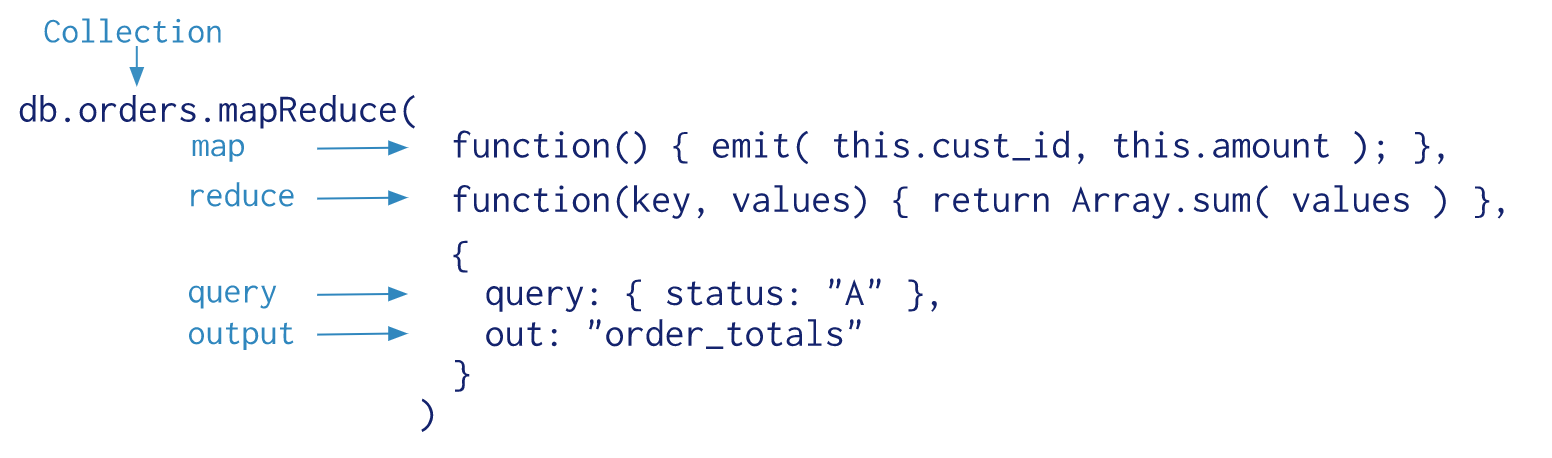 Collection
db.orders.mapReduce(
map function() { emit( this.cust_id, this.amount ); },
reduce function(key, values) { return Array.sum( values ) },
{
query query: { status: "A" },
output out: "order_totals"
}
)